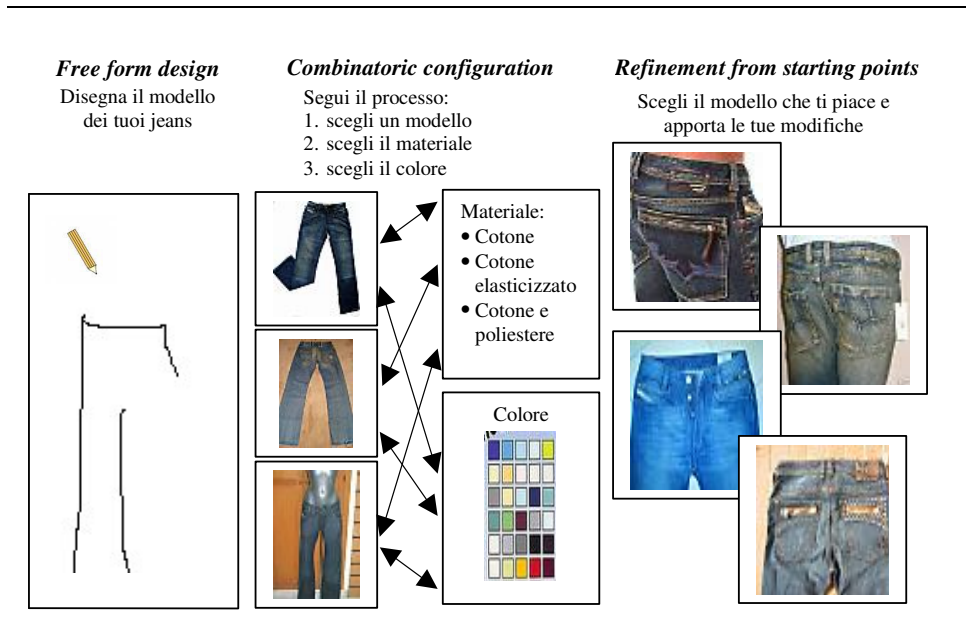 Free form design
Disegna il modello
dei tuoi jeans
Combinatoric configuration
Segui il processo:
1. scegli un modello
2. scegli il materiale
3. scegli il colore
Refinement from starting points
Scegli il modello che ti piace e
apporta le tue modifiche
Materiale:
• Cotone
• Cotone
elasticizzato
• Cotone e
poliestere
Colore